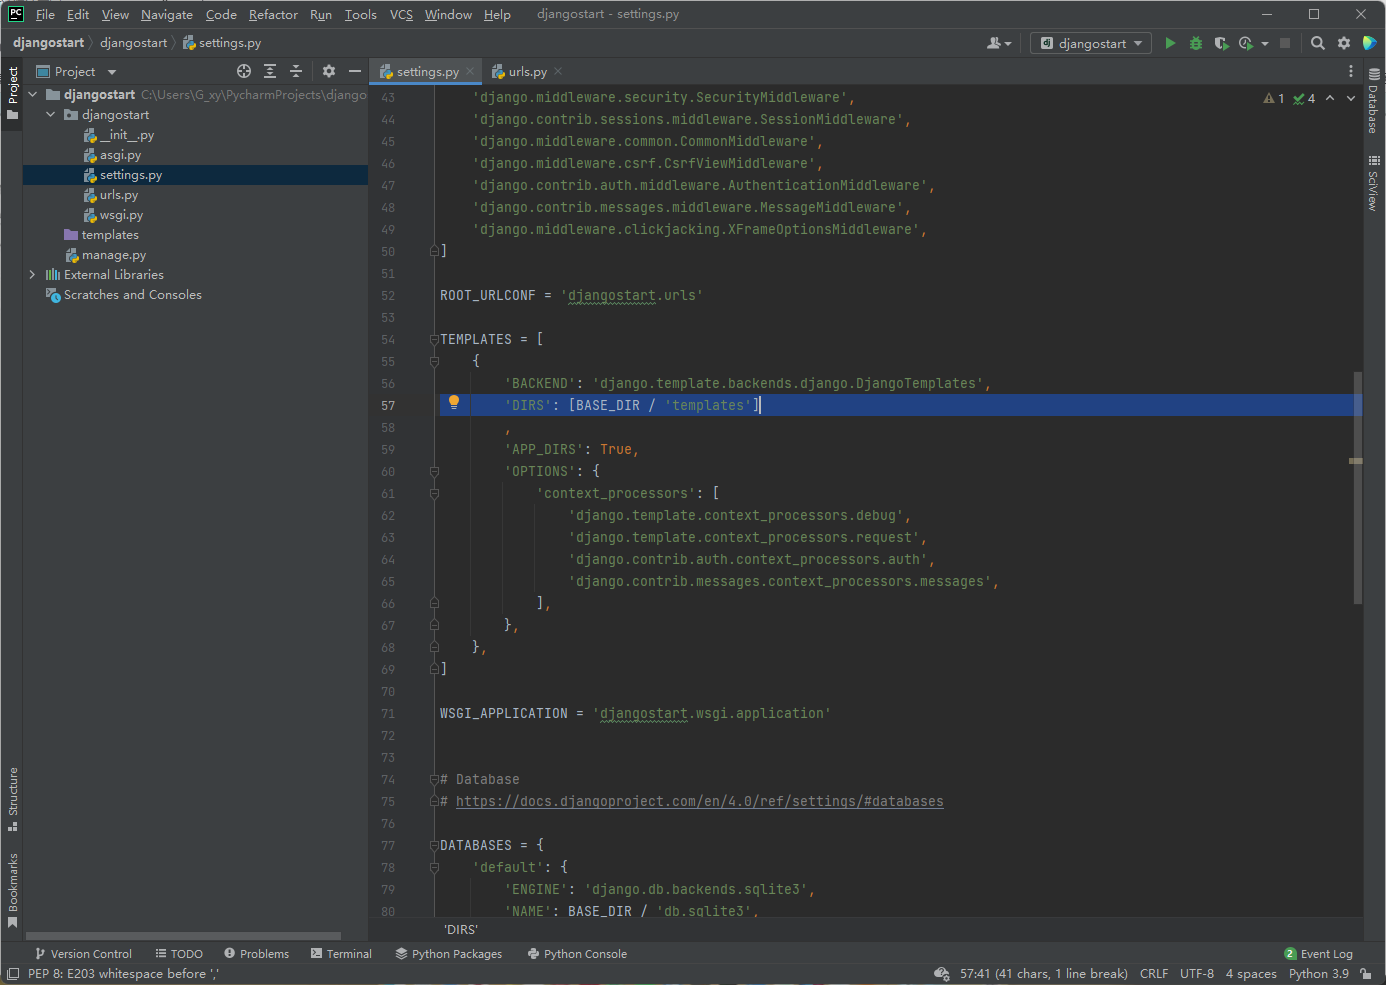 PC File Edit View Navigate Code Refactor Run Tools VCS Window Help djangostart - settings.py
djangostart djangostart settings.py
dj djangostart
Project
settings.py urls.py
Project
djangostart C:\Users\G_xy\PycharmProjects\django
djangostart
__init__.py
asgi.py
settings.py
urls.py
wsgi.py
templates
manage.py
External Libraries
Scratches and Consoles
Structure
Bookmarks
1 4
43 'django.middleware.security.SecurityMiddleware',
44 'django.contrib.sessions.middleware.SessionMiddleware',
45 'django.middleware.common.CommonMiddleware',
46 'django.middleware.csrf.CsrfViewMiddleware',
47 'django.contrib.auth.middleware.AuthenticationMiddleware',
48 'django.contrib.messages.middleware.MessageMiddleware',
49 'django.middleware.clickjacking.XFrameOptionsMiddleware',
50 ]
51
52 ROOT_URLCONF = 'djangostart.urls'
53
54 TEMPLATES = [
55 {
56 'BACKEND': 'django.template.backends.django.DjangoTemplates',
57 'DIRS': [BASE_DIR / 'templates']
58 ,
59 'APP_DIRS': True,
60 'OPTIONS': {
61 'context_processors': [
62 'django.template.context_processors.debug',
63 'django.template.context_processors.request',
64 'django.contrib.auth.context_processors.auth',
65 'django.contrib.messages.context_processors.messages',
66 ],
67 },
68 },
69 ]
70
71 WSGI_APPLICATION = 'djangostart.wsgi.application'
72
73
74 # Database
75 # https://docs.djangoproject.com/en/4.0/ref/settings/#databases
76
77 DATABASES = {
78 'default': {
79 'ENGINE': 'django.db.backends.sqlite3',
80 'NAME': BASE_DIR / 'db.sqlite3',
'DIRS'
Database
SciView
Version Control TODO Problems Terminal Python Packages Python Console 2 Event Log
PEP 8: E203 whitespace before ',' 57:41 (41 chars, 1 line break) CRLF UTF-8 4 spaces Python 3.9